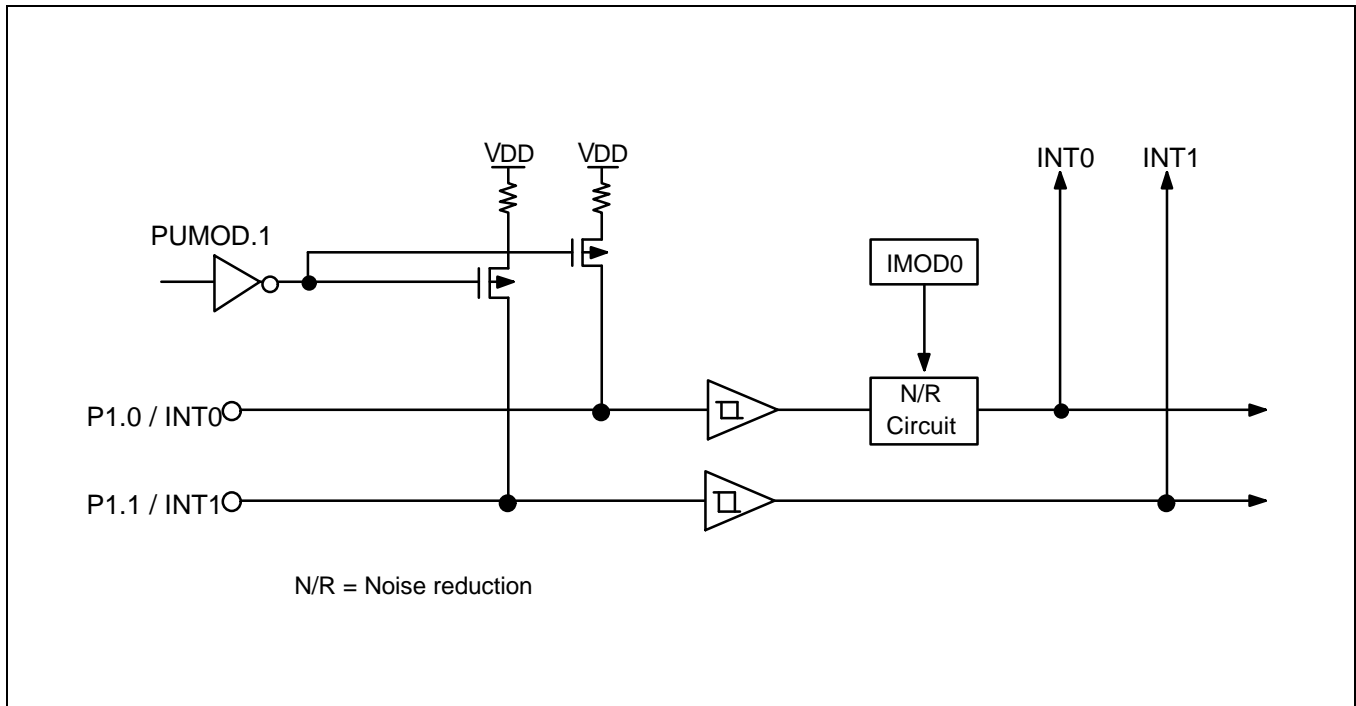 VDD VDD
INT0 INT1
PUMOD.1
IMOD0
P1.0 / INT0
N/R
Circuit
P1.1 / INT1
N/R = Noise reduction